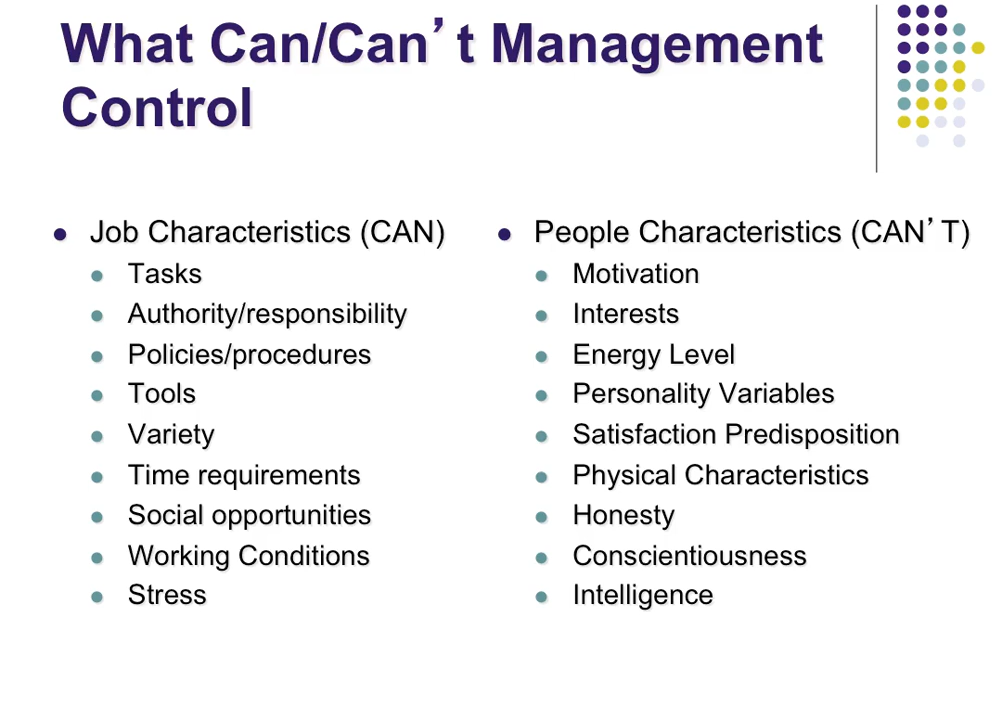 What Can/Can’t Management
Control
Job Characteristics (CAN)
Tasks
Authority/responsibility
Policies/procedures
Tools
Variety
Time requirements
Social opportunities
Working Conditions
Stress
People Characteristics (CAN’T)
Motivation
Interests
Energy Level
Personality Variables
Satisfaction Predisposition
Physical Characteristics
Honesty
Conscientiousness
Intelligence